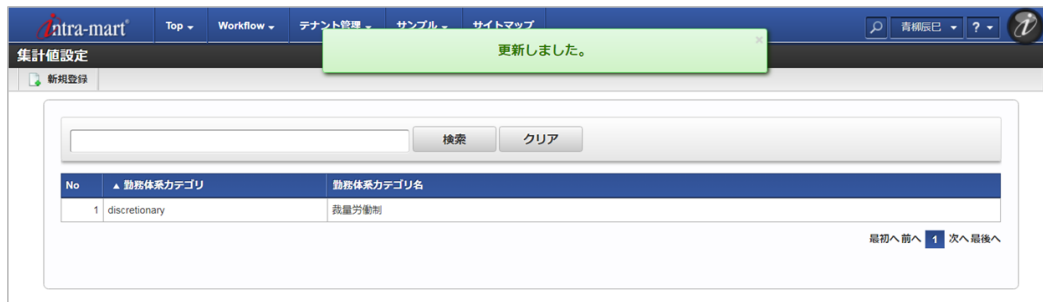 intra-mart Top Workflow テナント管理 サンプル サイトマップ 青柳辰巳 ?
更新しました。 ×
集計値設定
新規登録
検索 クリア
No ▲ 勤務体系カテゴリ 勤務体系カテゴリ名
1 discretionary 裁量労働制
最初へ 前へ 1 次へ 最後へ